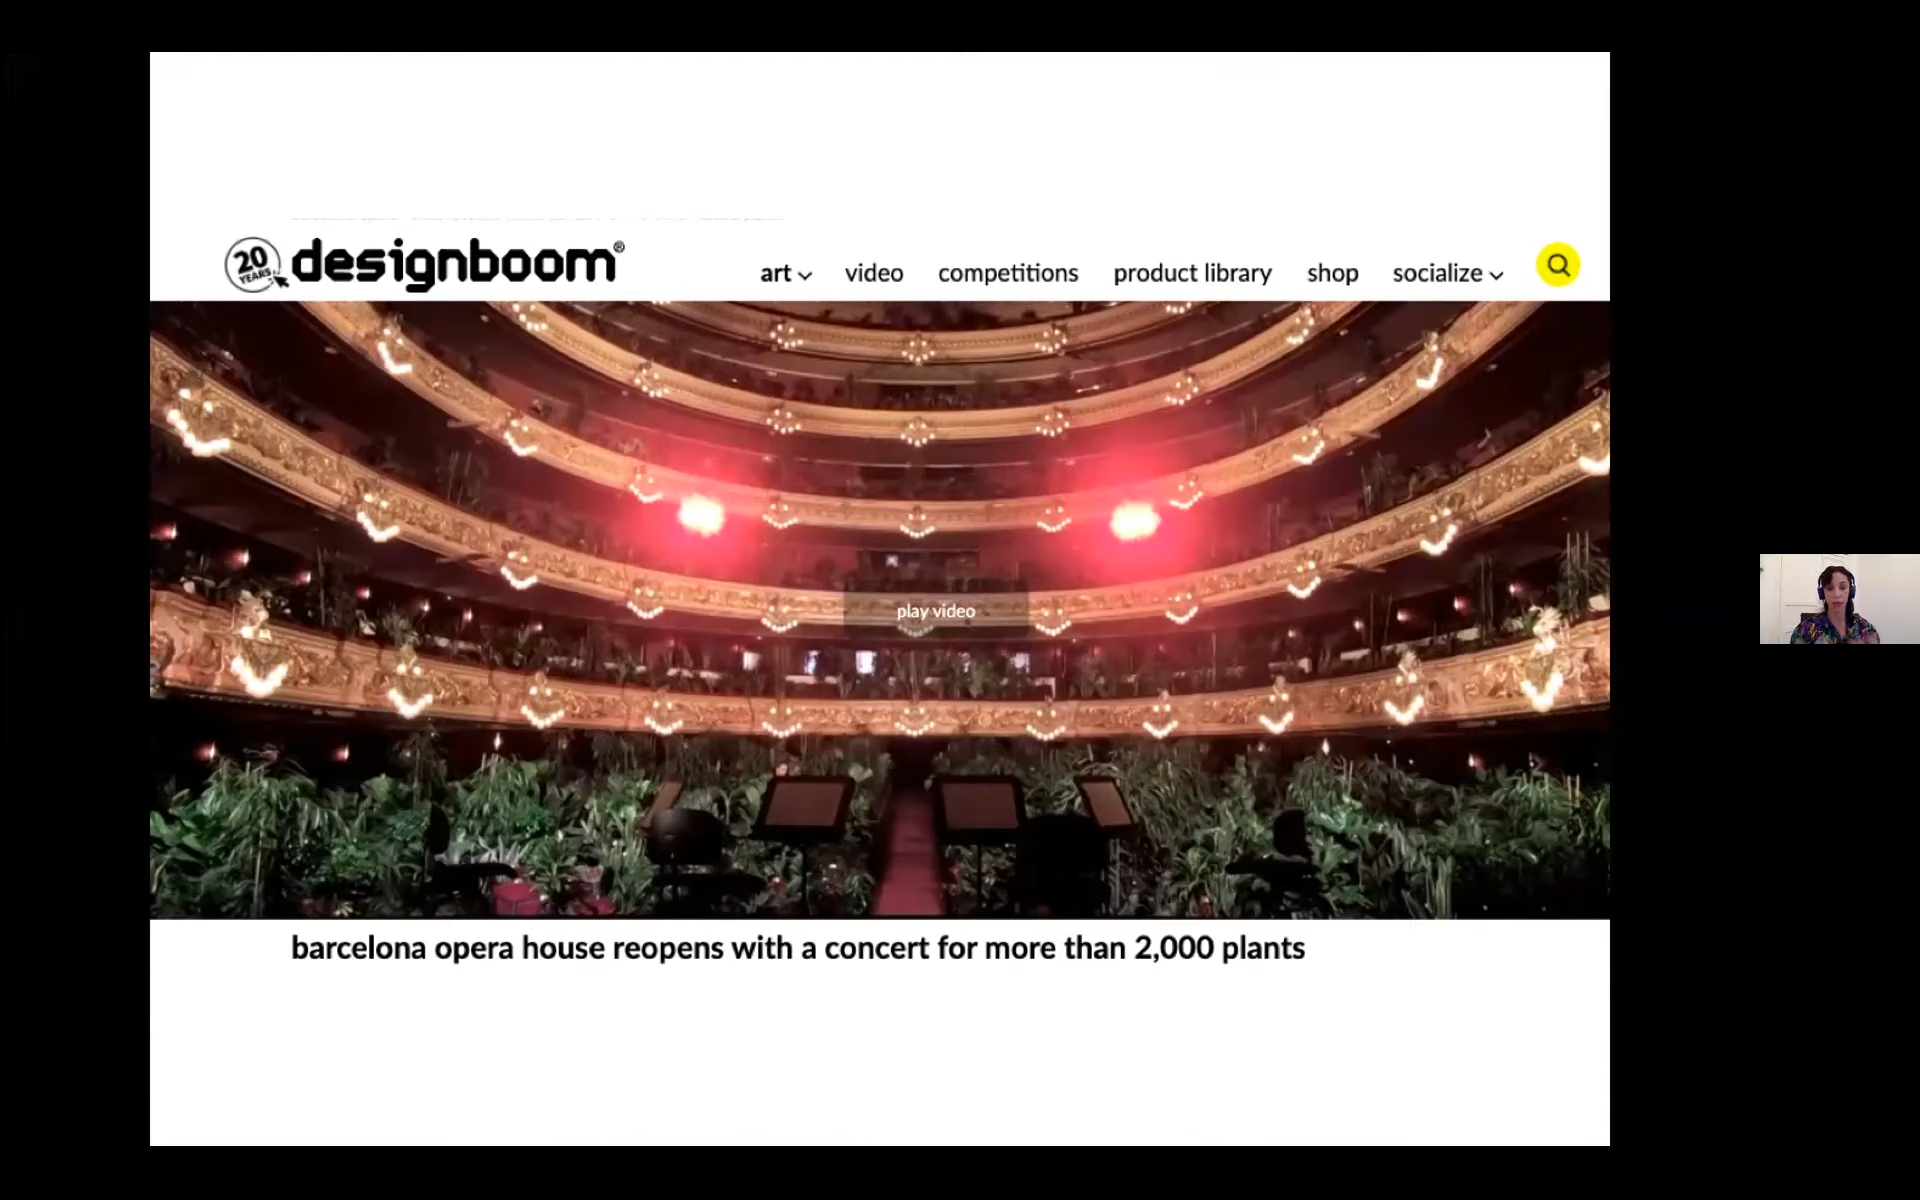 20 YEARS designboom®
art video competitions product library shop socialize
play video
barcelona opera house reopens with a concert for more than 2,000 plants